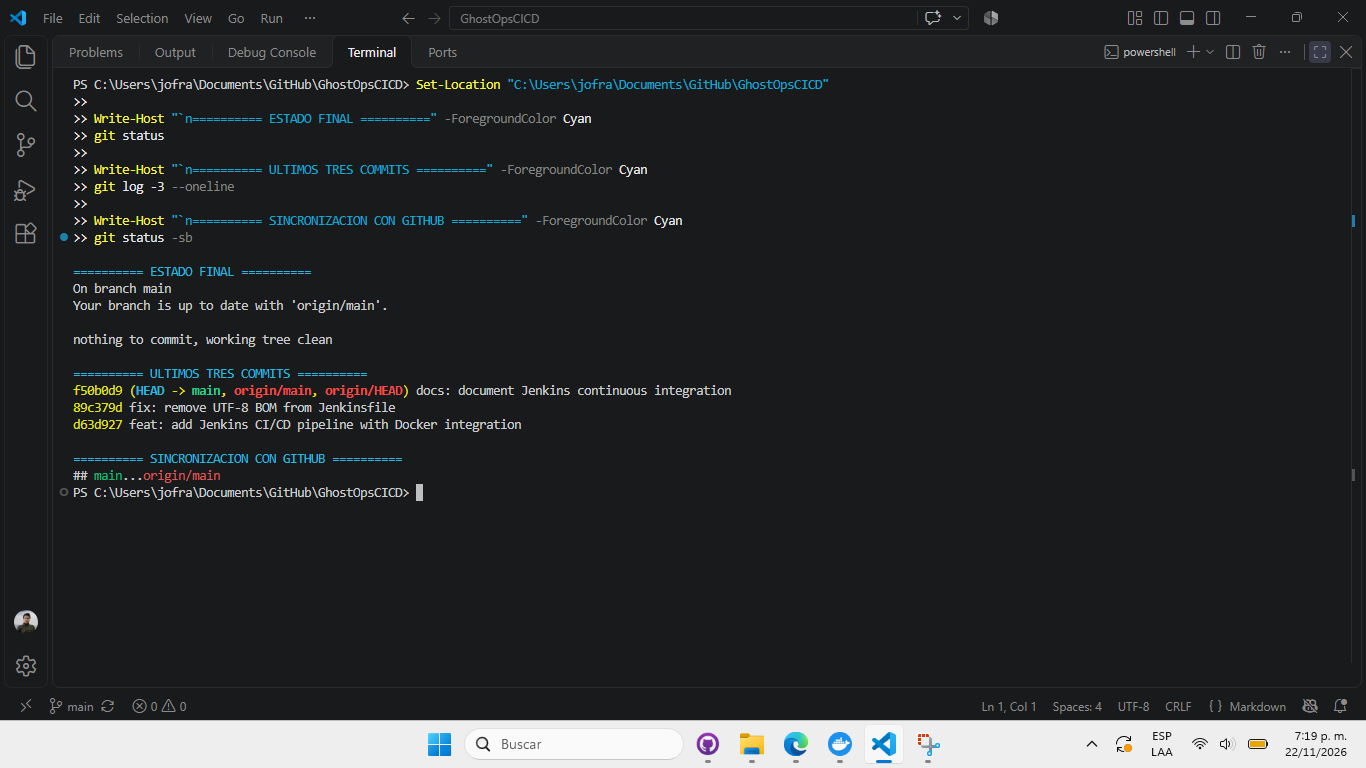 File Edit Selection View Go Run ··· GhostOpsCICD
Problems Output Debug Console Terminal Ports powershell
PS C:\Users\jofra\Documents\GitHub\GhostOpsCICD> Set-Location "C:\Users\jofra\Documents\GitHub\GhostOpsCICD"
>>
>> Write-Host "`n========== ESTADO FINAL ==========" -ForegroundColor Cyan
>> git status
>>
>> Write-Host "`n========== ULTIMOS TRES COMMITS ==========" -ForegroundColor Cyan
>> git log -3 --oneline
>>
>> Write-Host "`n========== SINCRONIZACION CON GITHUB ==========" -ForegroundColor Cyan
>> git status -sb
========== ESTADO FINAL ==========
On branch main
Your branch is up to date with 'origin/main'.
nothing to commit, working tree clean
========== ULTIMOS TRES COMMITS ==========
f50b0d9 (HEAD -> main, origin/main, origin/HEAD) docs: document Jenkins continuous integration
89c379d fix: remove UTF-8 BOM from Jenkinsfile
d63d927 feat: add Jenkins CI/CD pipeline with Docker integration
========== SINCRONIZACION CON GITHUB ==========
## main...origin/main
PS C:\Users\jofra\Documents\GitHub\GhostOpsCICD>
main 0 0 Ln 1, Col 1 Spaces: 4 UTF-8 CRLF { } Markdown
Buscar
ESP
LAA
7:19 p. m.
22/11/2026